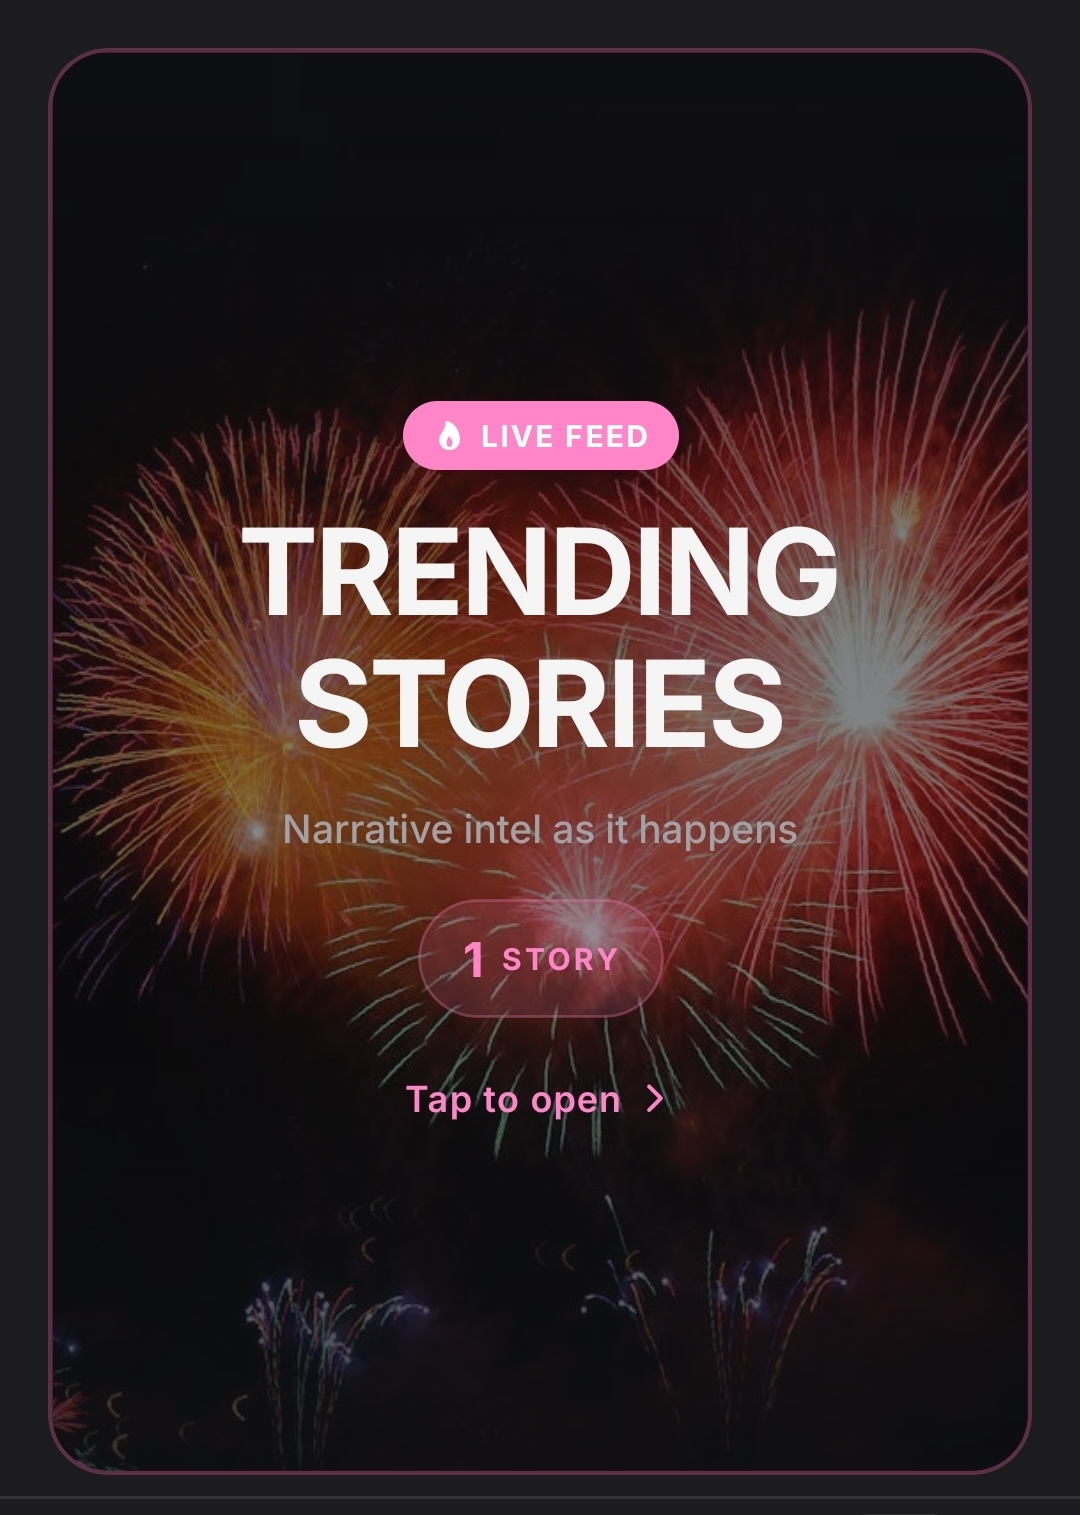 LIVE FEED
TRENDING
STORIES
Narrative intel as it happens
1 STORY
Tap to open